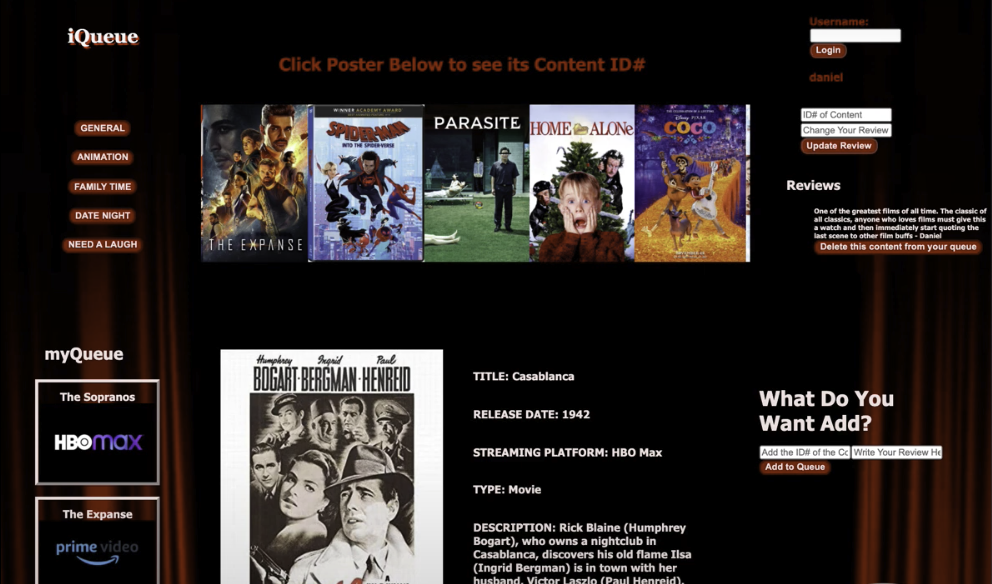 iQueue
Username:
Login
daniel
Click Poster Below to see its Content ID#
GENERAL
ANIMATION
FAMILY TIME
DATE NIGHT
NEED A LAUGH
THE EXPANSE
WINNER ACADEMY AWARD
SPIDER-MAN
INTO THE SPIDER-VERSE
PARASITE
HOME ALONe
DISNEY PIXAR
COCO
ID# of Content
Change Your Review
Update Review
Reviews
One of the greatest films of all time. The classic of
all classics, anyone who loves films must give this
a watch and then immediately start quoting the
last scene to other film buffs - Daniel
Delete this content from your queue
myQueue
The Sopranos
HBOmax
The Expanse
prime video
Humphrey Ingrid Paul
BOGART·BERGMAN·HENREID
TITLE: Casablanca
RELEASE DATE: 1942
STREAMING PLATFORM: HBO Max
TYPE: Movie
DESCRIPTION: Rick Blaine (Humphrey
Bogart), who owns a nightclub in
Casablanca, discovers his old flame Ilsa
(Ingrid Bergman) is in town with her
husband, Victor Laszlo (Paul Henreid).
What Do You
Want Add?
Add the ID# of the Co
Write Your Review He
Add to Queue